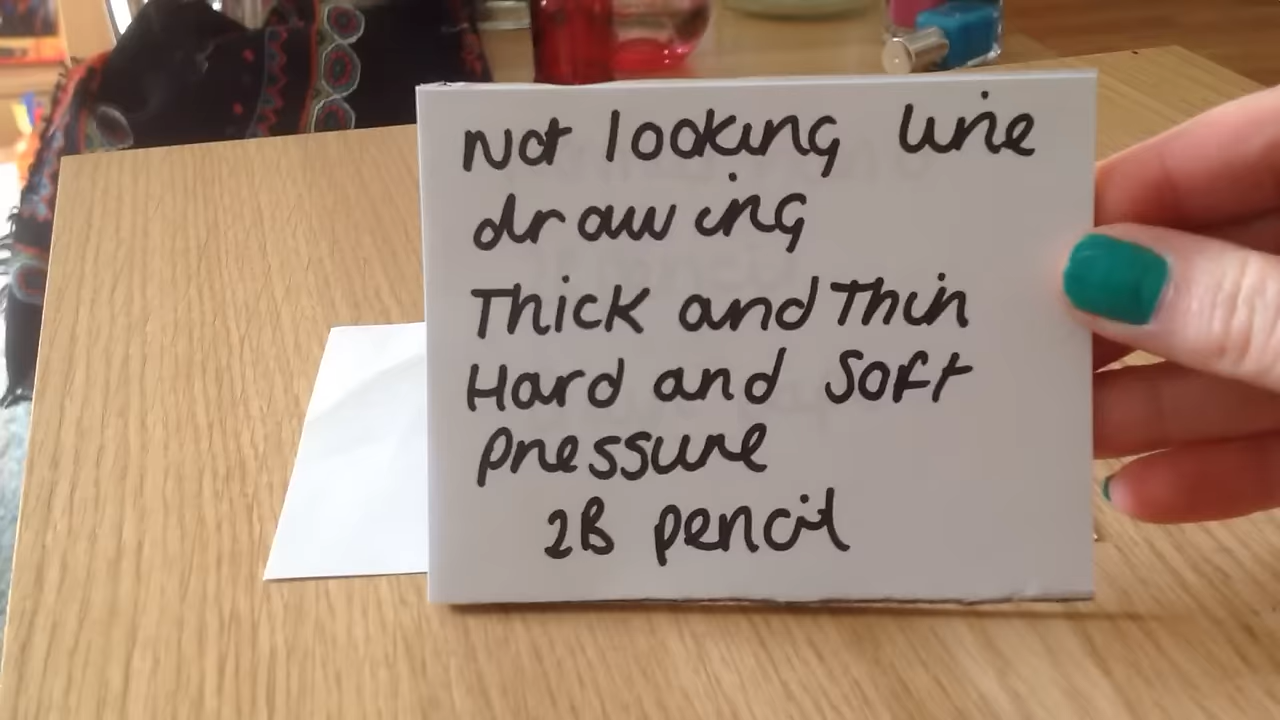 Not looking line
drawing
Thick and Thin
Hard and Soft
pressure
2B pencil